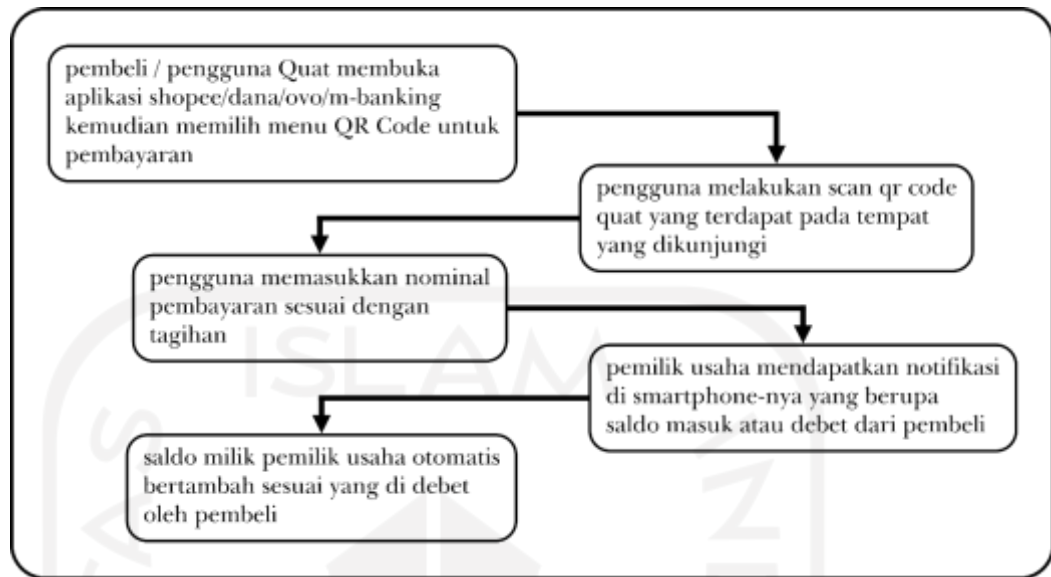 pembeli / pengguna Quat membuka
aplikasi shopee/dana/ovo/m-banking
kemudian memilih menu QR Code untuk
pembayaran
pengguna melakukan scan qr code
quat yang terdapat pada tempat
yang dikunjungi
pengguna memasukkan nominal
pembayaran sesuai dengan
tagihan
pemilik usaha mendapatkan notifikasi
di smartphone-nya yang berupa
saldo masuk atau debet dari pembeli
saldo milik pemilik usaha otomatis
bertambah sesuai yang di debet
oleh pembeli
ISLAM